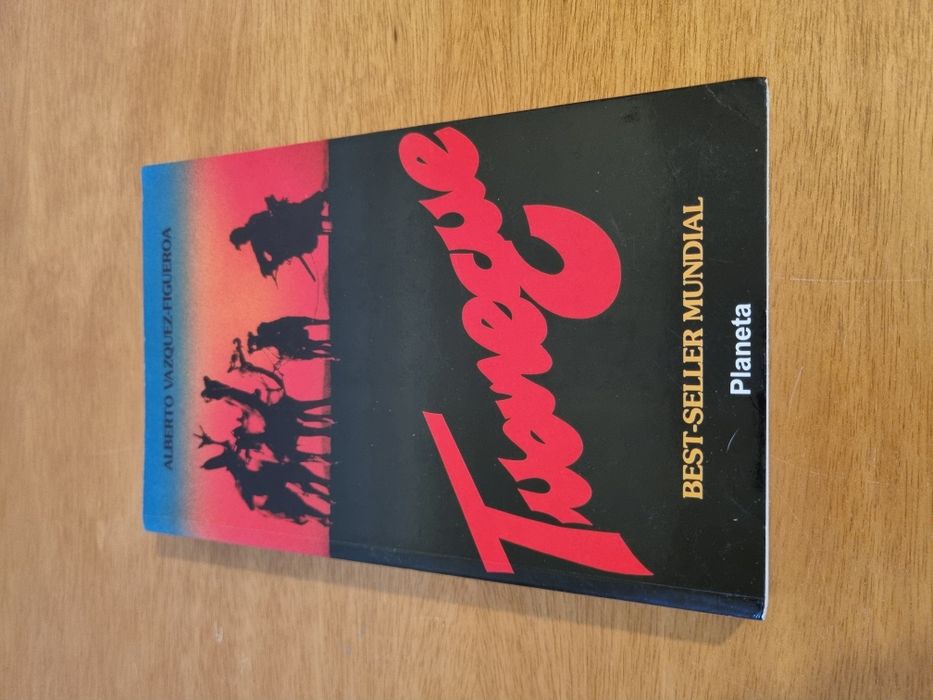 ALBERTO VAZQUEZ-FIGUEROA
Tuareg
BEST-SELLER MUNDIAL
Planeta